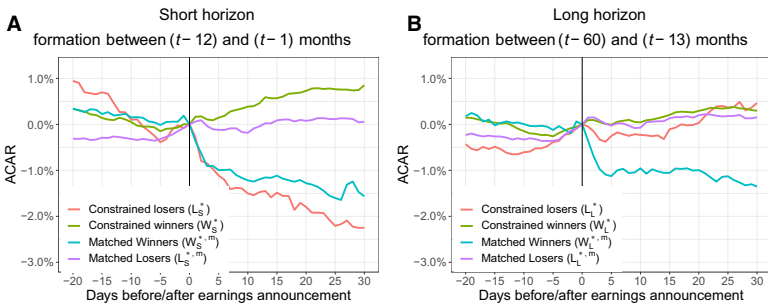 A
Short horizon
formation between (t − 12) and (t − 1) months
1.0%
0.0%
−1.0%
−2.0%
−3.0%
ACAR
Constrained losers (L*S)
Constrained winners (W*S)
Matched Winners (W*,mS)
Matched Losers (L*,mS)
−20 −15 −10 −5 0 5 10 15 20 25 30
Days before/after earnings announcement
B
Long horizon
formation between (t − 60) and (t − 13) months
1.0%
0.0%
−1.0%
−2.0%
−3.0%
ACAR
Constrained losers (L*L)
Constrained winners (W*L)
Matched Winners (W*,mL)
Matched Losers (L*,mL)
−20 −15 −10 −5 0 5 10 15 20 25 30
Days before/after earnings announcement